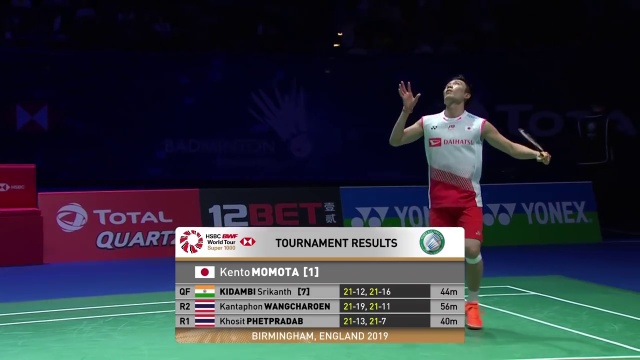 BADMINTON
DAIHATSU
TOTAL
QUARTZ
12BET
YONEX
YONEX
HSBC BWF
World Tour
Super 1000
TOURNAMENT RESULTS
Kento MOMOTA [1]
QF KIDAMBI Srikanth [7] 21-12, 21-16 44m
R2 Kantaphon WANGCHAROEN 21-19, 21-11 56m
R1 Khosit PHETPRADAB 21-13, 21-7 40m
BIRMINGHAM, ENGLAND 2019